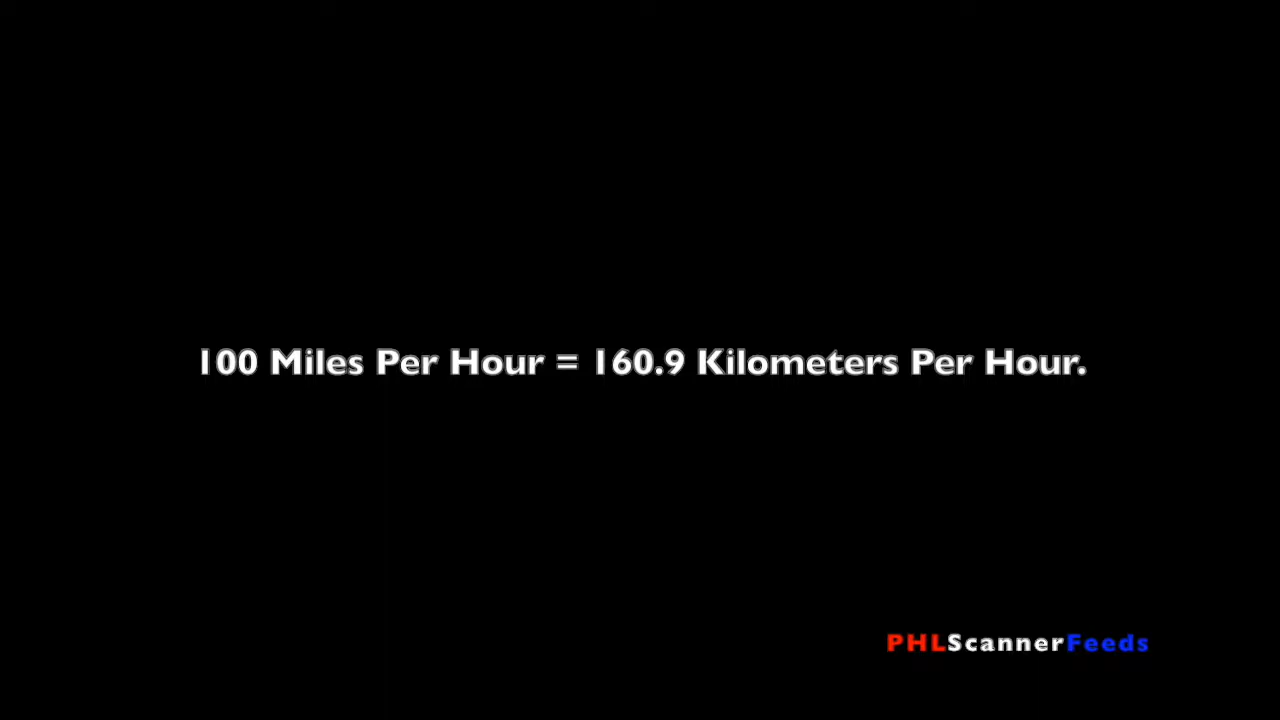 100 Miles Per Hour = 160.9 Kilometers Per Hour.
PHLScannerFeeds